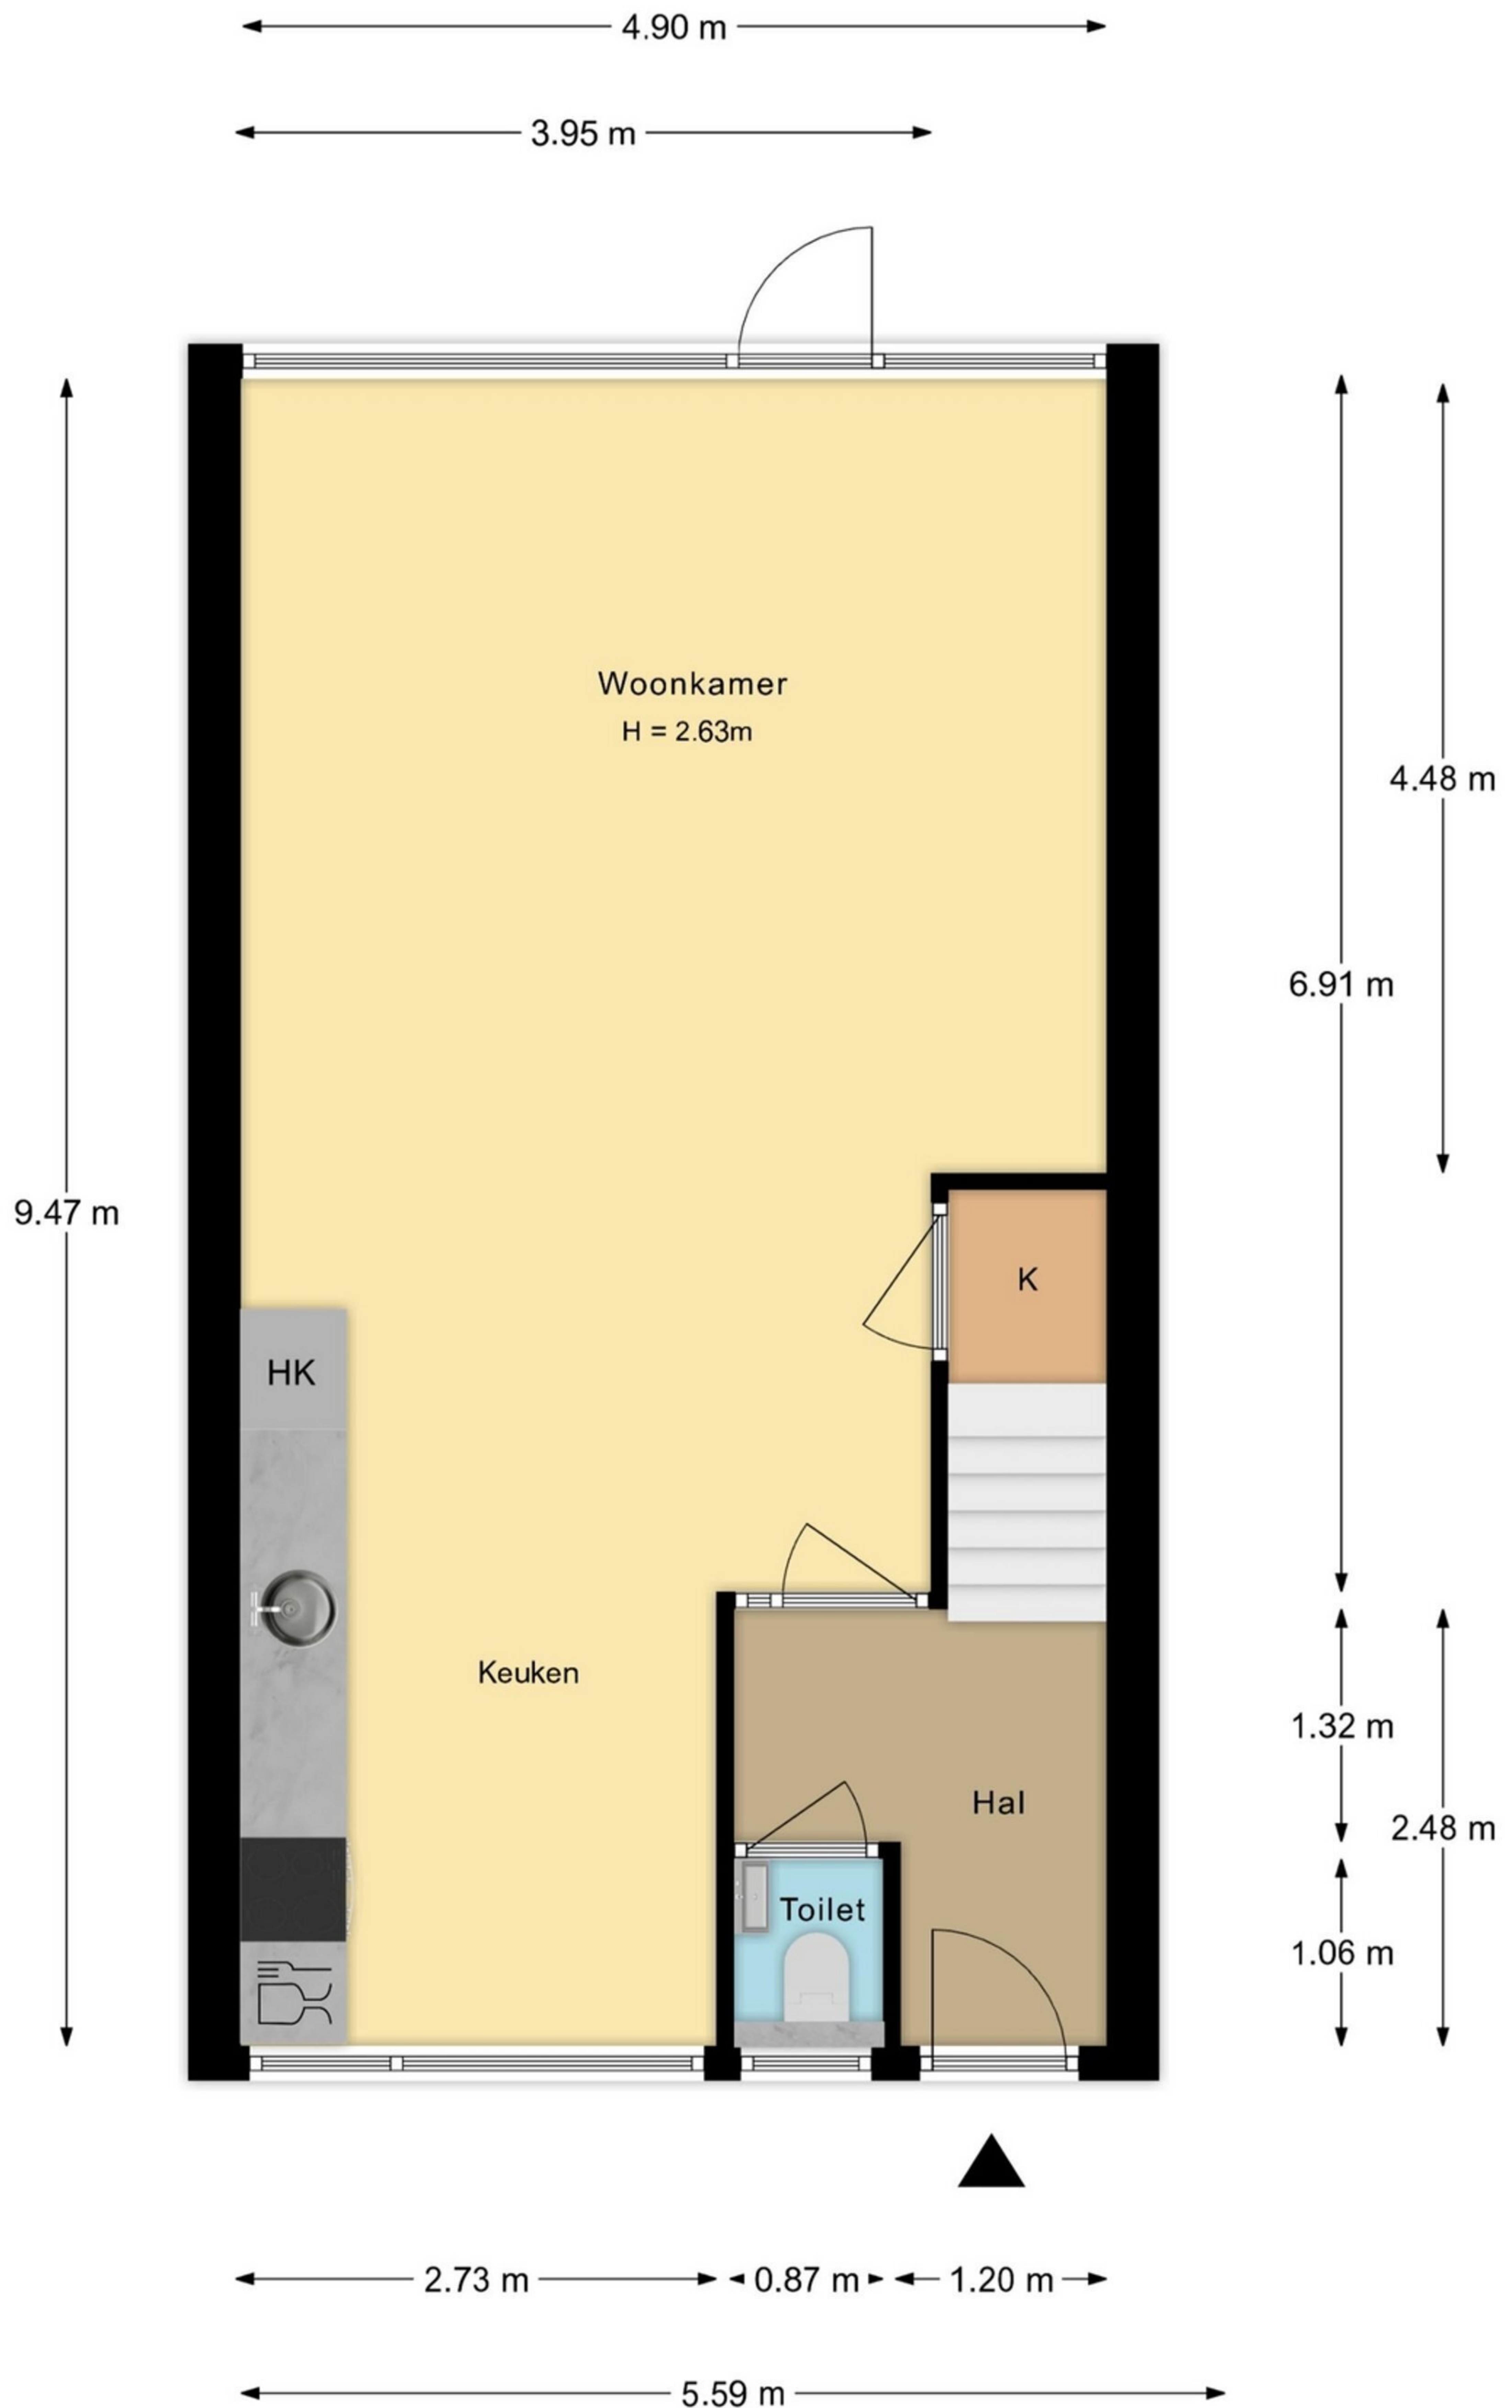 4.90 m
3.95 m
Woonkamer
H = 2.63m
4.48 m
6.91 m
9.47 m
K
HK
Keuken
1.32 m
Hal
2.48 m
Toilet
1.06 m
2.73 m
0.87 m
1.20 m
5.59 m